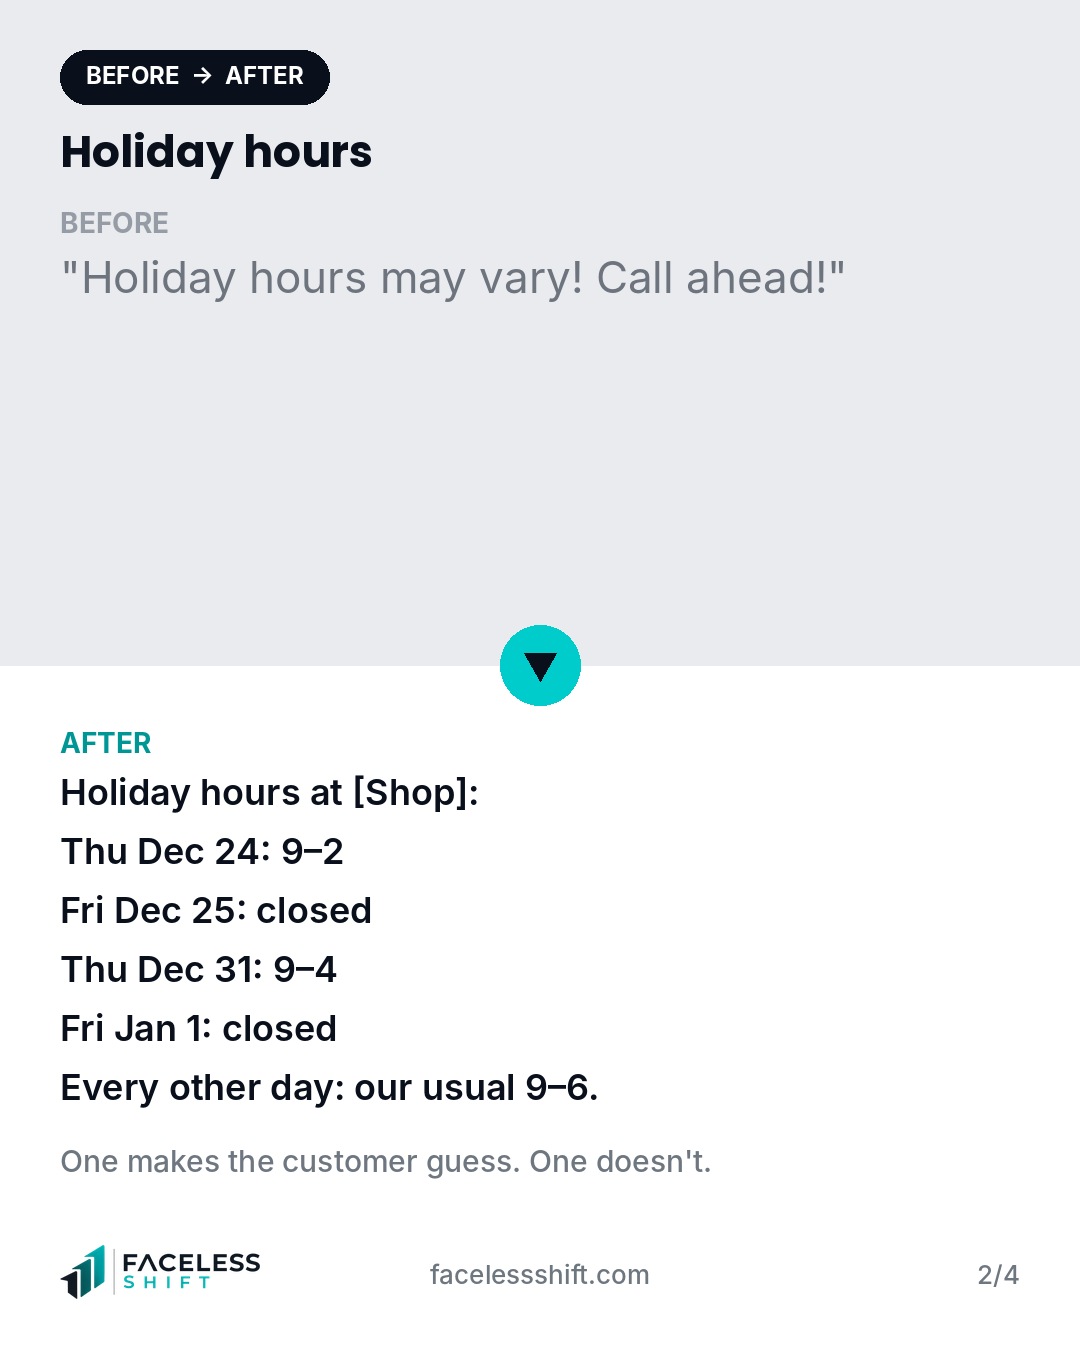 BEFORE → AFTER
Holiday hours
BEFORE
"Holiday hours may vary! Call ahead!"
AFTER
Holiday hours at [Shop]:
Thu Dec 24: 9–2
Fri Dec 25: closed
Thu Dec 31: 9–4
Fri Jan 1: closed
Every other day: our usual 9–6.
One makes the customer guess. One doesn't.
FACELESS
SHIFT
facelessshift.com
2/4